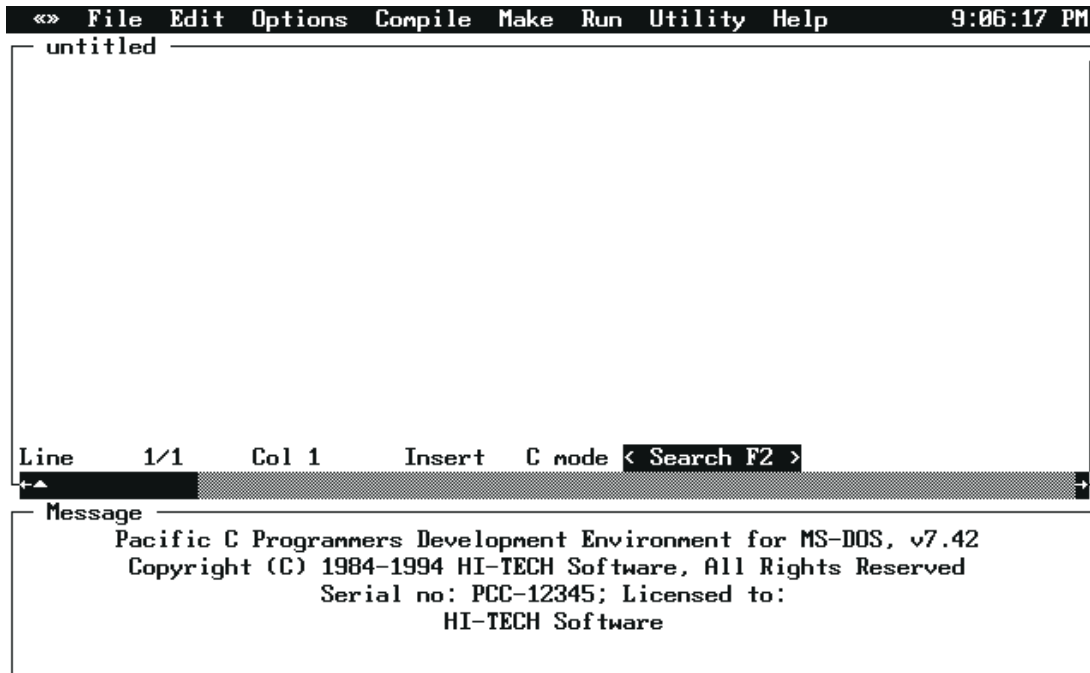 «» File Edit Options Compile Make Run Utility Help 9:06:17 PM
untitled
Line 1/1 Col 1 Insert C mode < Search F2 >
Message
Pacific C Programmers Development Environment for MS-DOS, v7.42
Copyright (C) 1984-1994 HI-TECH Software, All Rights Reserved
Serial no: PCC-12345; Licensed to:
HI-TECH Software